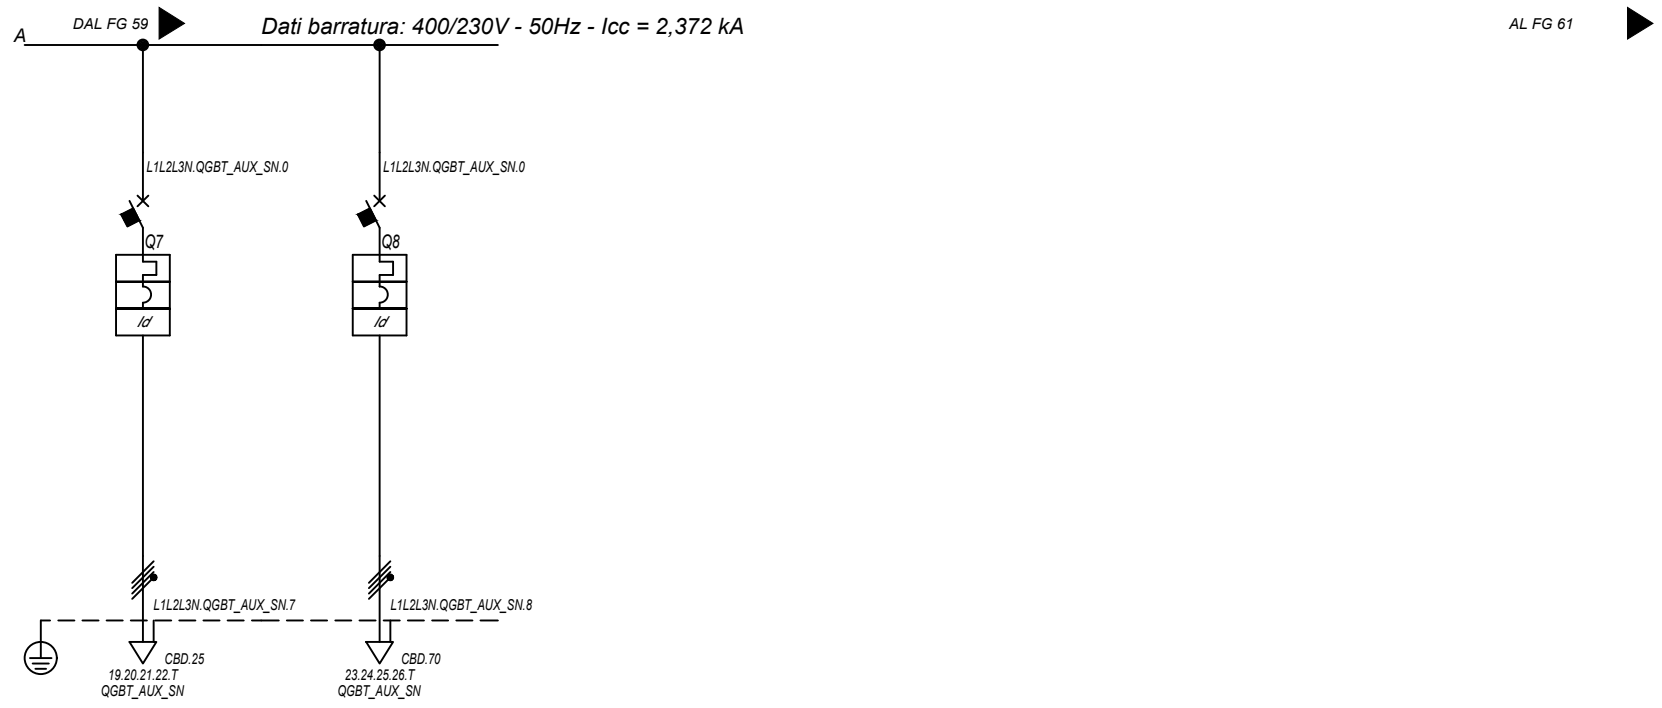 DAL FG 59
Dati barratura: 400/230V - 50Hz - Icc = 2,372 kA
AL FG 61
A
L1L2L3N.QGBT_AUX_SN.0
L1L2L3N.QGBT_AUX_SN.0
Q7
Q8
Id
Id
L1L2L3N.QGBT_AUX_SN.7
L1L2L3N.QGBT_AUX_SN.8
CBD.25
19.20.21.22.T
QGBT_AUX_SN
CBD.70
23.24.25.26.T
QGBT_AUX_SN